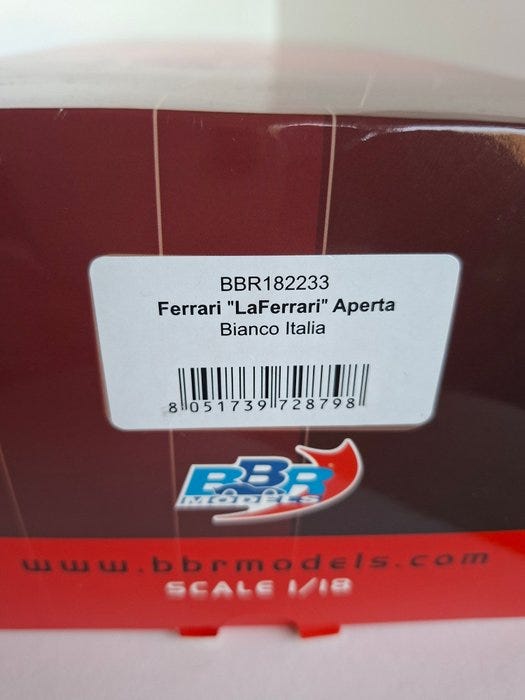 BBR182233
Ferrari "LaFerrari" Aperta
Bianco Italia
8 051739 728798
BBR
MODELS
www.bbrmodels.com
SCALE 1/18